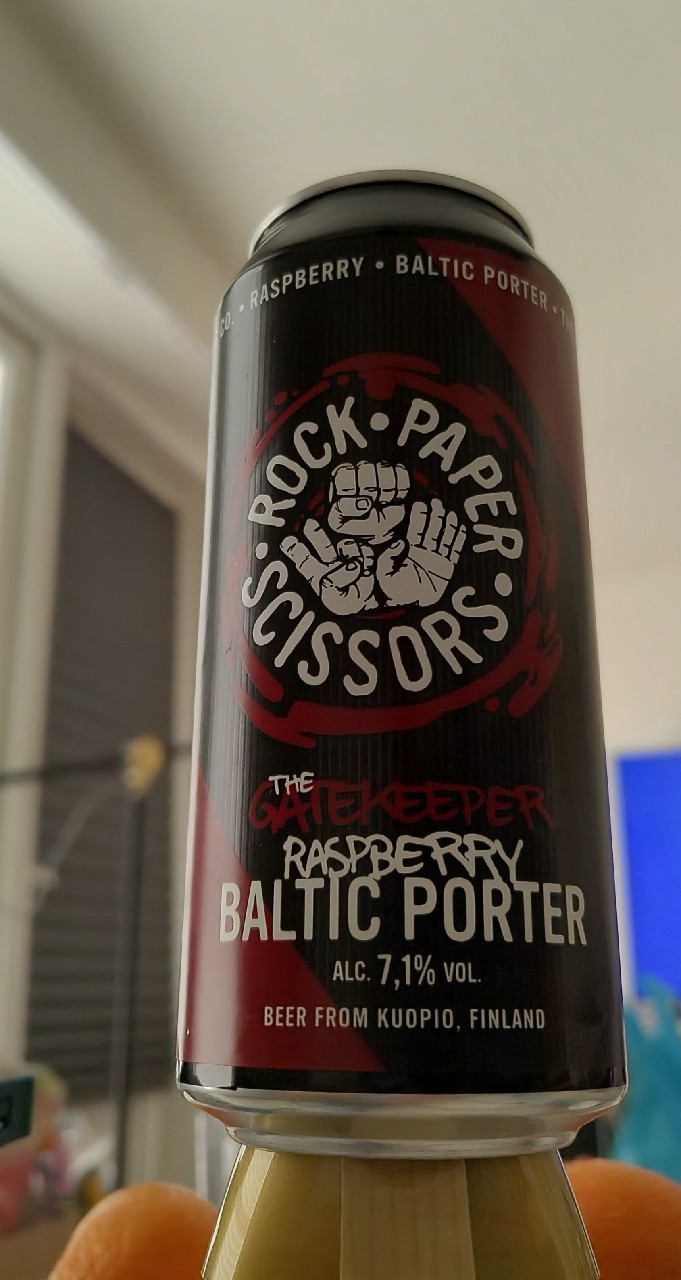 CO. • RASPBERRY • BALTIC PORTER •
ROCK • PAPER • SCISSORS •
THE
GATEKEEPER
RASPBERRY
BALTIC PORTER
ALC. 7,1% VOL.
BEER FROM KUOPIO, FINLAND